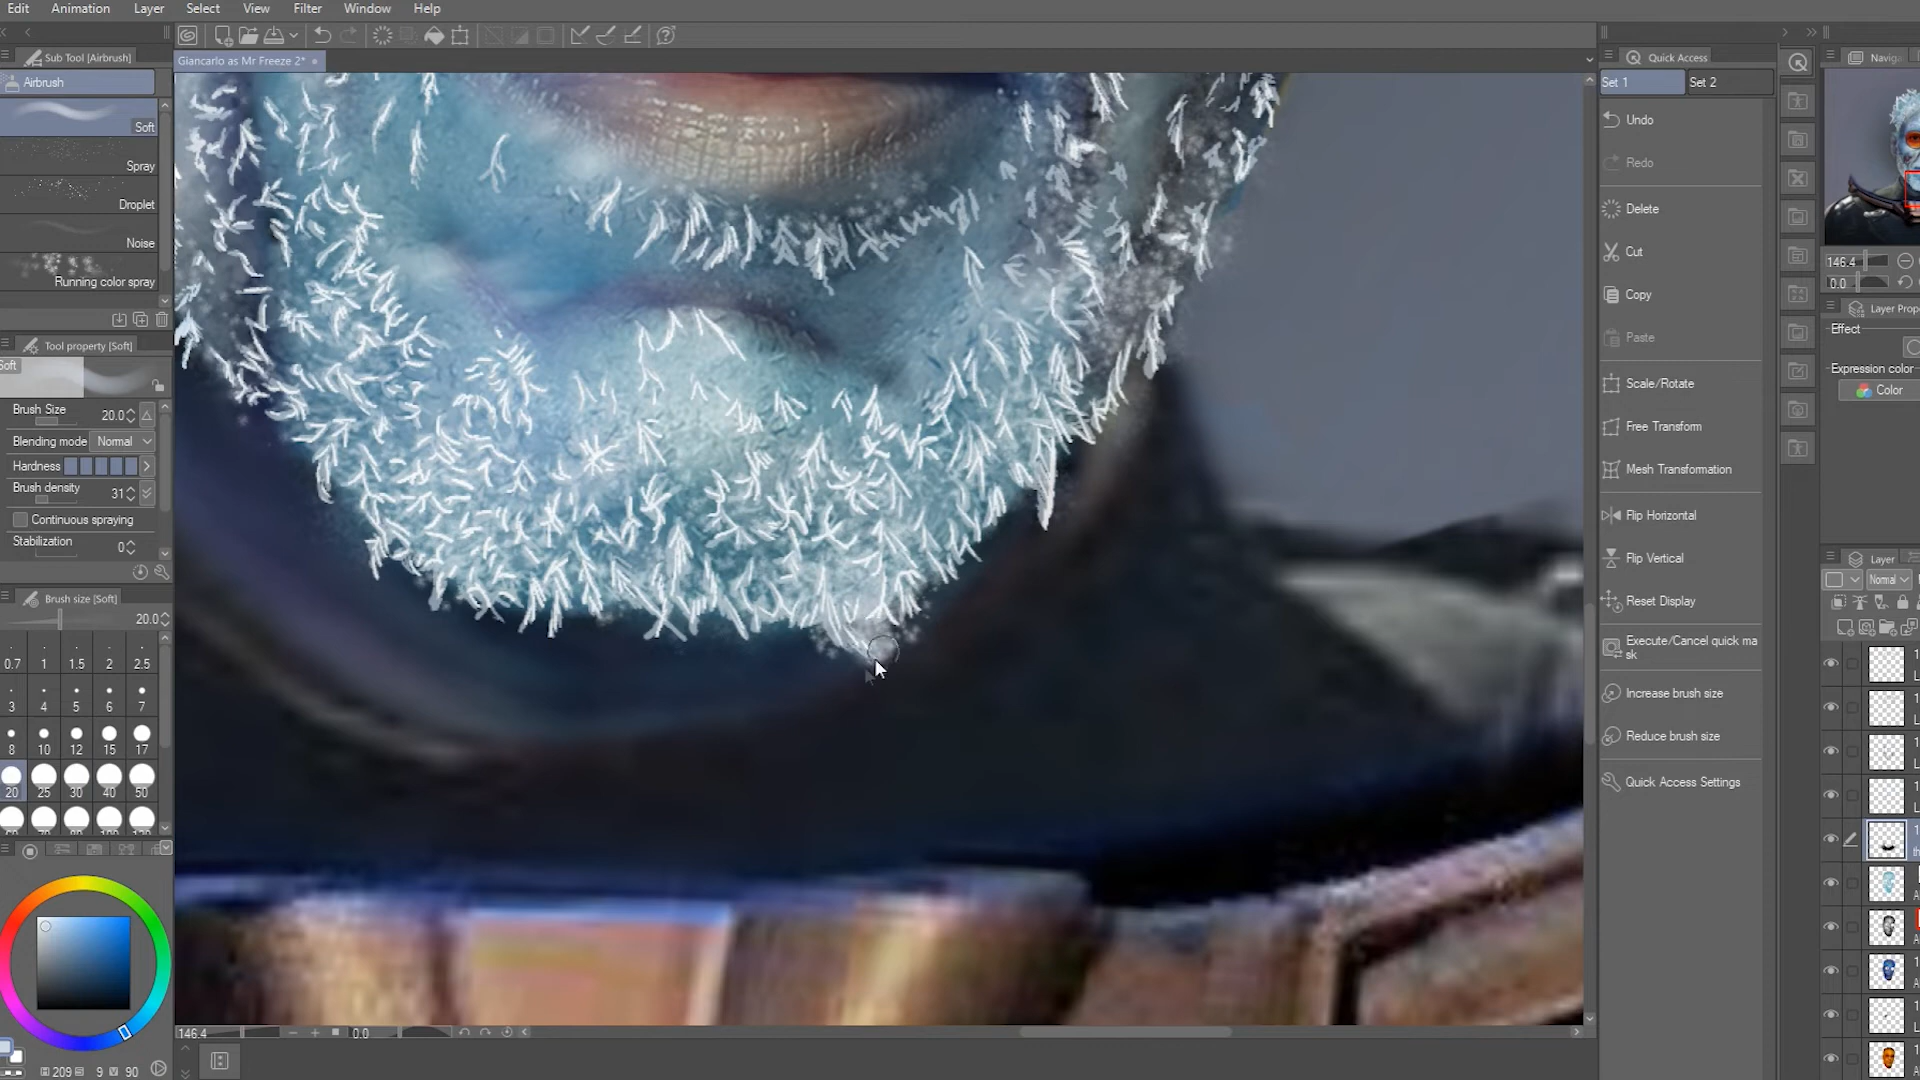 Edit Animation Layer Select View Filter Window Help
Sub Tool [Airbrush]
Airbrush
Soft
Spray
Droplet
Noise
Running color spray
Tool property [Soft]
Soft
Brush Size 20.0
Blending mode Normal
Hardness
Brush density 31
Continuous spraying
Stabilization 0
Brush size [Soft]
20.0
0.7 1 1.5 2 2.5
3 4 5 6 7
8 10 12 15 17
20 25 30 40 50
H 209 S 9 V 90
Giancarlo as Mr Freeze 2*
146.4 0.0
Quick Access
Set 1 Set 2
Undo
Redo
Delete
Cut
Copy
Paste
Scale/Rotate
Free Transform
Mesh Transformation
Flip Horizontal
Flip Vertical
Reset Display
Execute/Cancel quick ma
sk
Increase brush size
Reduce brush size
Quick Access Settings
Naviga
146.4
0.0
Layer Prop
Effect
Expression color
Color
Layer
Normal